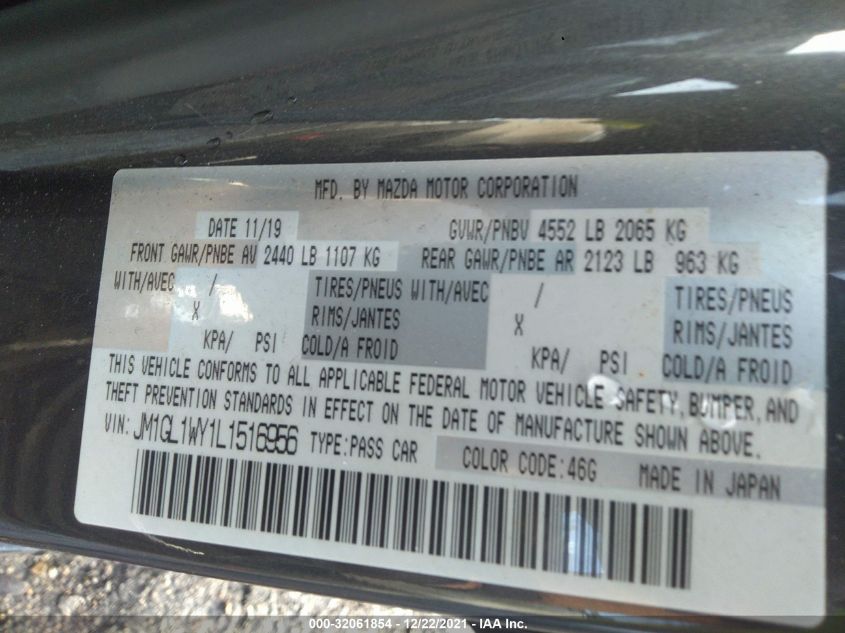 MFD. BY MAZDA MOTOR CORPORATION
DATE 11/19 GVWR/PNBV 4552 LB 2065 KG
FRONT GAWR/PNBE AV 2440 LB 1107 KG REAR GAWR/PNBE AR 2123 LB 963 KG
WITH/AVEC / TIRES/PNEUS WITH/AVEC / TIRES/PNEUS
X RIMS/JANTES X RIMS/JANTES
KPA/ PSI COLD/A FROID KPA/ PSI COLD/A FROID
THIS VEHICLE CONFORMS TO ALL APPLICABLE FEDERAL MOTOR VEHICLE SAFETY, BUMPER, AND
THEFT PREVENTION STANDARDS IN EFFECT ON THE DATE OF MANUFACTURE SHOWN ABOVE.
VIN: JM1GL1WY1L1516956 TYPE:PASS CAR COLOR CODE:46G MADE IN JAPAN
000-32061854 - 12/22/2021 - IAA Inc.